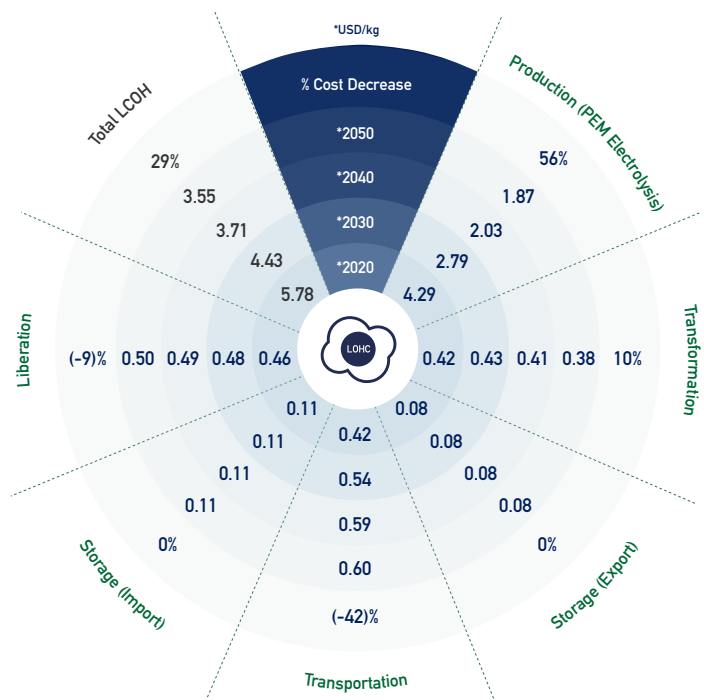 *USD/kg
% Cost Decrease
*2050
*2040
*2030
*2020
Production (PEM Electrolysis)
56%
1.87
2.03
2.79
4.29
Transformation
0.42 0.43 0.41 0.38 10%
Storage (Export)
0.08
0.08
0.08
0.08
0%
Transportation
0.42
0.54
0.59
0.60
(-42)%
Storage (Import)
0.11
0.11
0.11
0.11
0%
Liberation
(-9)% 0.50 0.49 0.48 0.46
Total LCOH
29%
3.55
3.71
4.43
5.78
LOHC